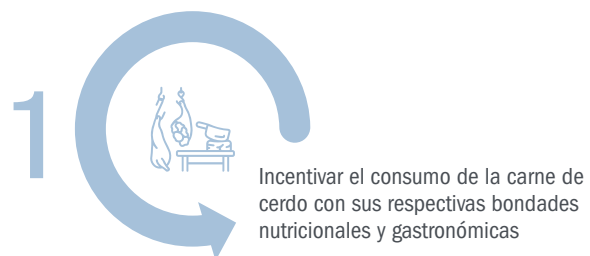 1
Incentivar el consumo de la carne de
cerdo con sus respectivas bondades
nutricionales y gastronómicas